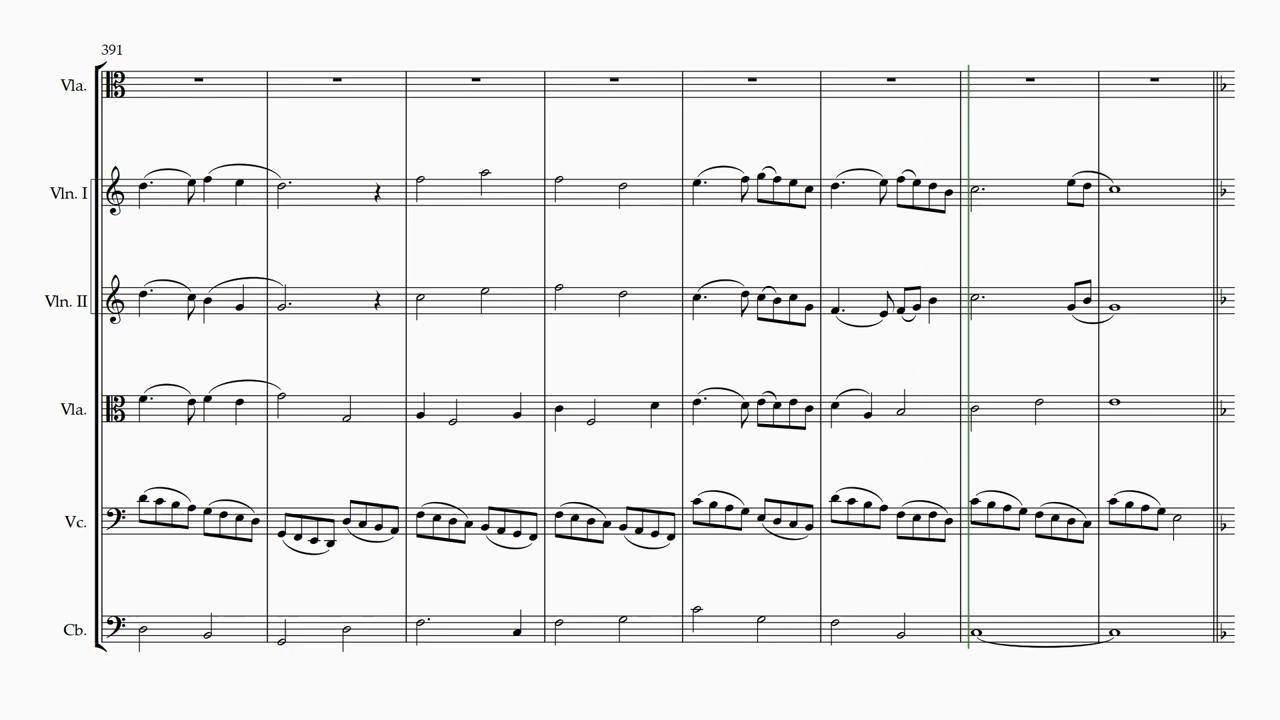 391
Vla.
Vln. I
Vln. II
Vla.
Vc.
Cb.